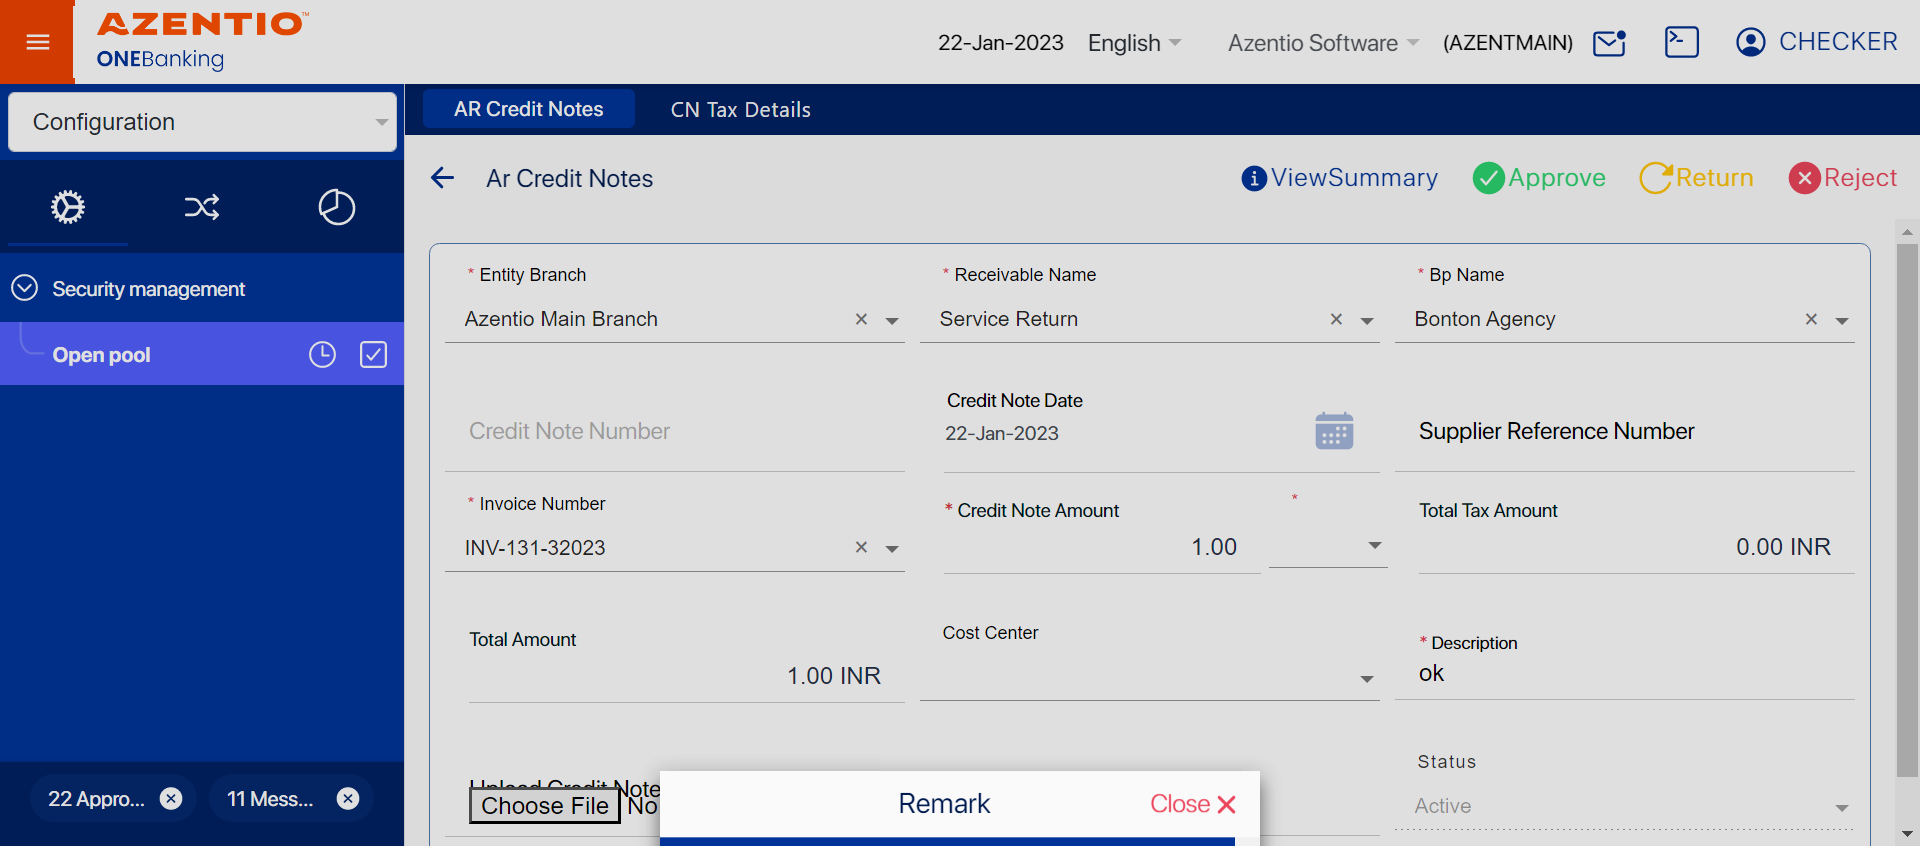 AZENTIO™
ONEBanking
22-Jan-2023 English Azentio Software (AZENTMAIN) CHECKER
Configuration
AR Credit Notes CN Tax Details
Ar Credit Notes
ViewSummary Approve Return Reject
Security management
Open pool
* Entity Branch * Receivable Name * Bp Name
Azentio Main Branch × Service Return × Bonton Agency ×
Credit Note Date
Credit Note Number 22-Jan-2023 Supplier Reference Number
* Invoice Number * Credit Note Amount * Total Tax Amount
INV-131-32023 × 1.00 0.00 INR
Total Amount Cost Center * Description
1.00 INR ok
Status
Upload Credit Note
Choose File No Active
22 Appro... 11 Mess...
Remark Close ×